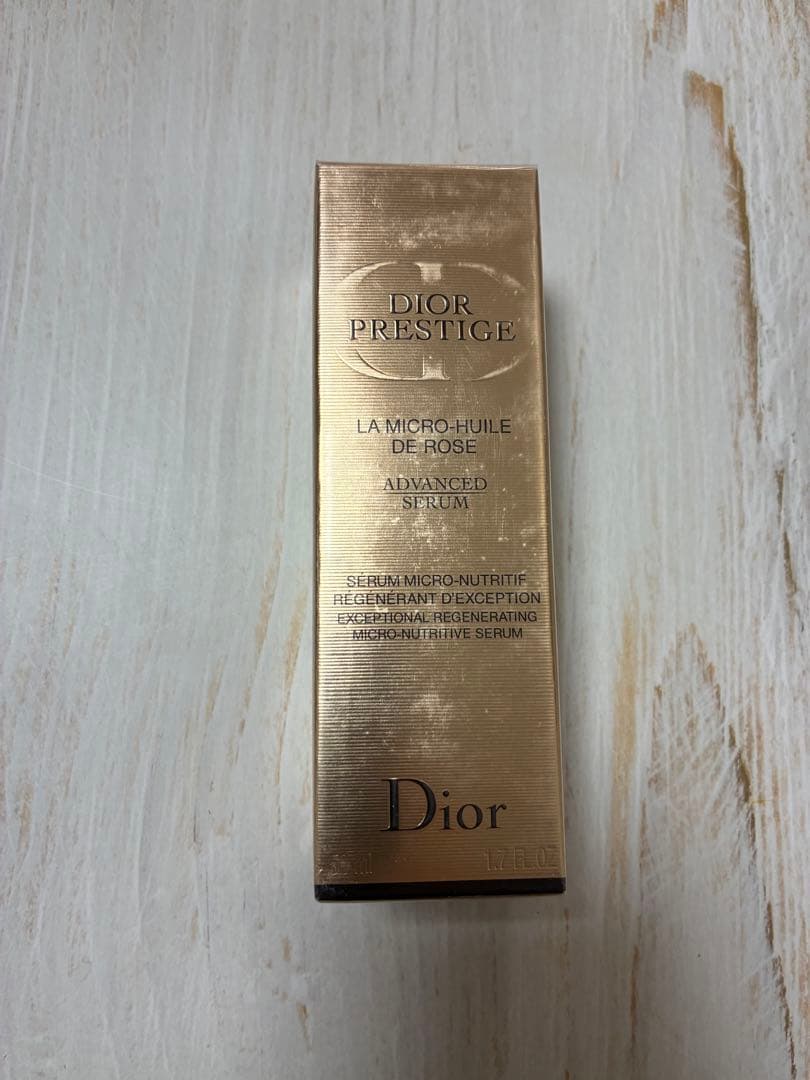 DIOR
PRESTIGE
LA MICRO-HUILE
DE ROSE
ADVANCED
SERUM
SÉRUM MICRO-NUTRITIF
RÉGÉNÉRANT D'EXCEPTION
EXCEPTIONAL REGENERATING
MICRO-NUTRITIVE SERUM
Dior
ml 1.7 FL.OZ